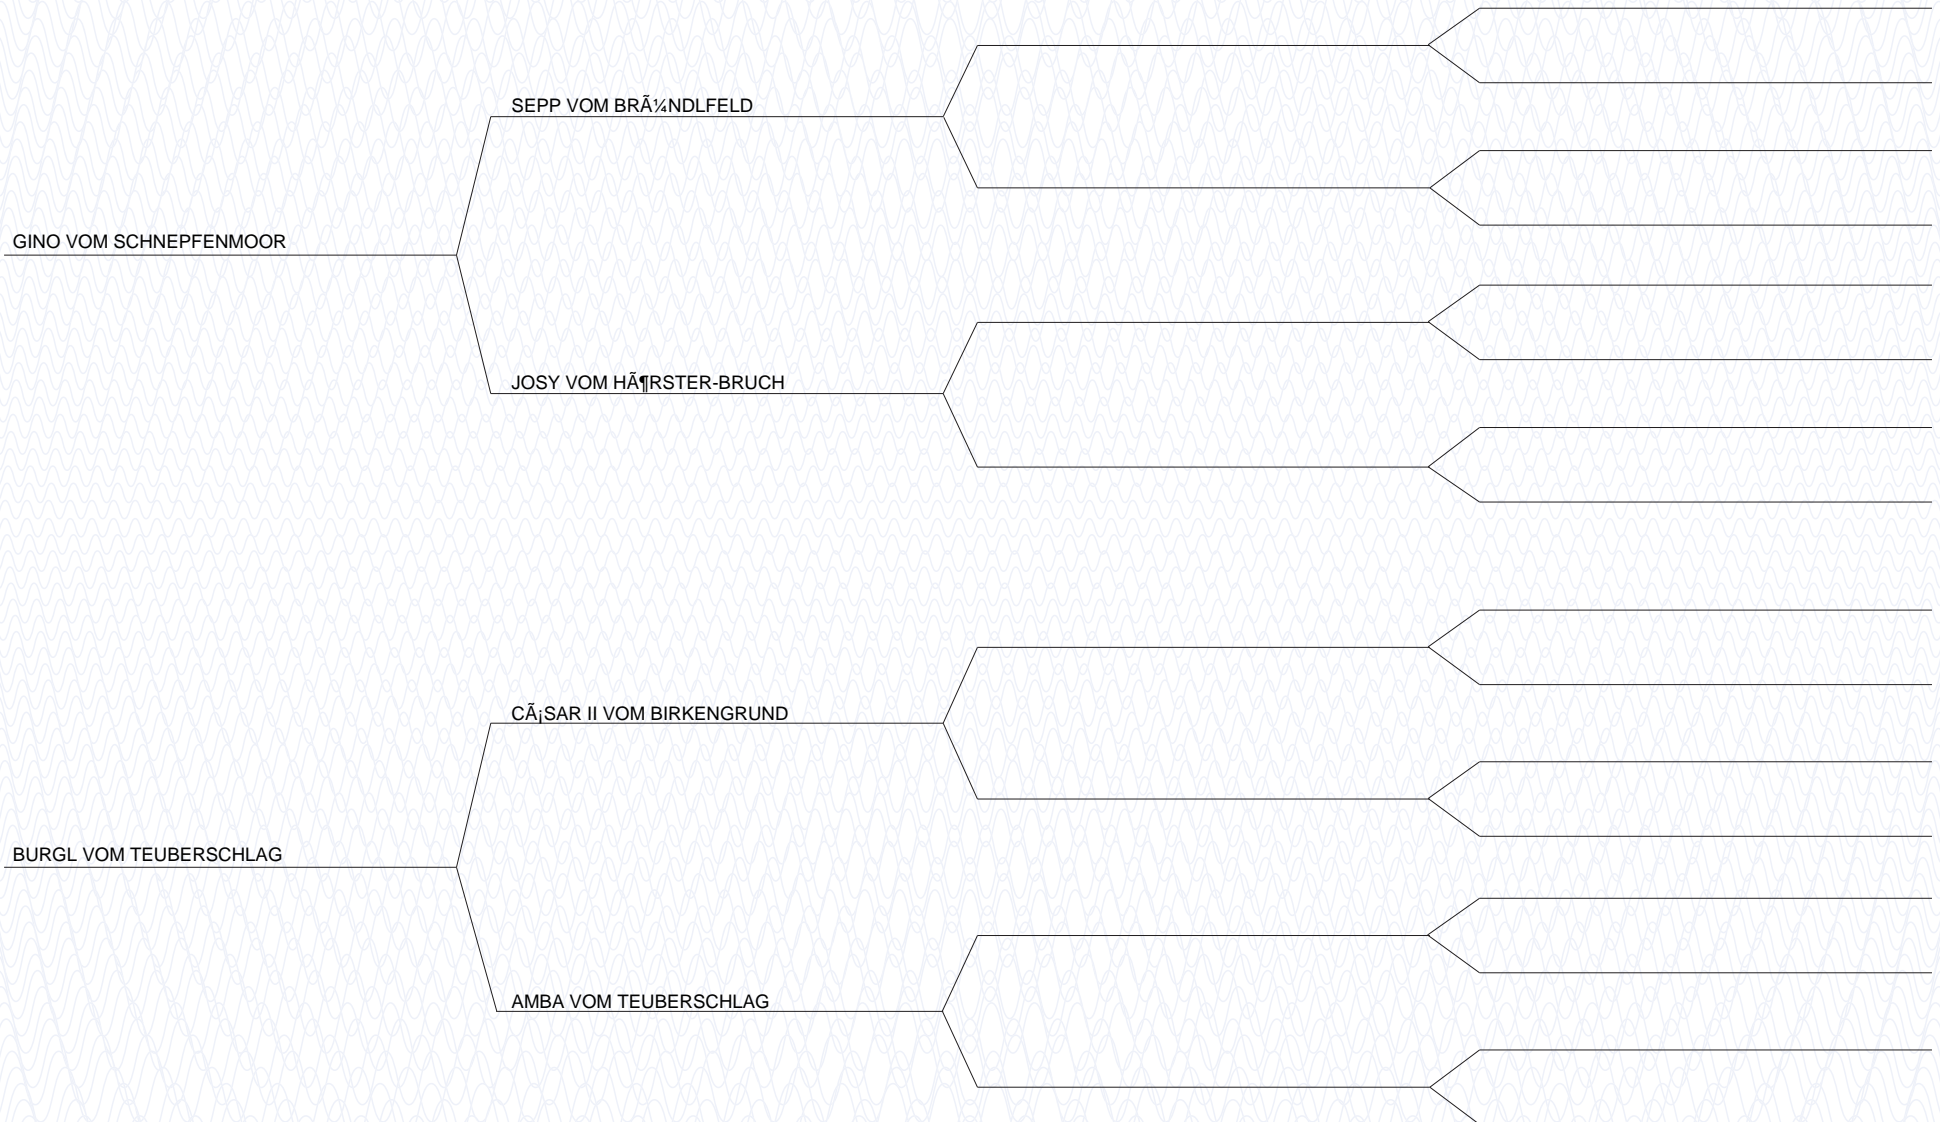 SEPP VOM BRÃ¼NDLFELD
GINO VOM SCHNEPFENMOOR
JOSY VOM HÃ¶RSTER-BRUCH
CÃ¡SAR II VOM BIRKENGRUND
BURGL VOM TEUBERSCHLAG
AMBA VOM TEUBERSCHLAG